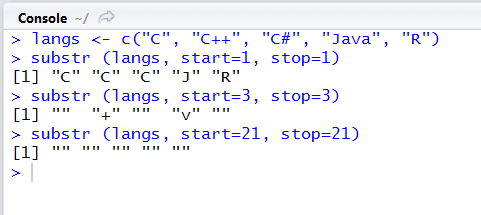 Console ~/
> langs <- c("C", "C++", "C#", "Java", "R")
> substr (langs, start=1, stop=1)
[1] "C" "C" "C" "J" "R"
> substr (langs, start=3, stop=3)
[1] ""  "+" ""  "v" ""
> substr (langs, start=21, stop=21)
[1] "" "" "" "" ""
>